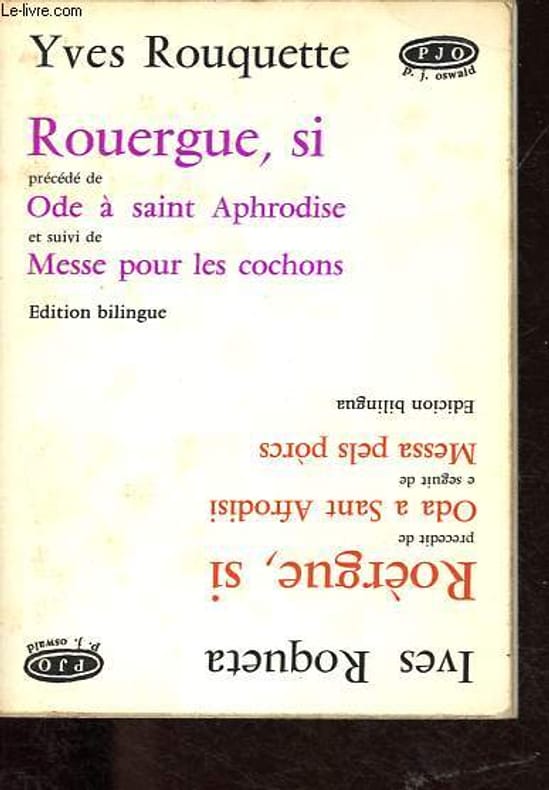 Le-livre.com
Yves Rouquette
PJO
p. j. oswald
Rouergue, si
précédé de
Ode à saint Aphrodise
et suivi de
Messe pour les cochons
Edition bilingue
Ives Roqueta
PJO
p. j. oswald
Roèrgue, si
precedit de
Oda a Sant Afrodisi
e seguit de
Messa pels pòrcs
Edicion bilingua